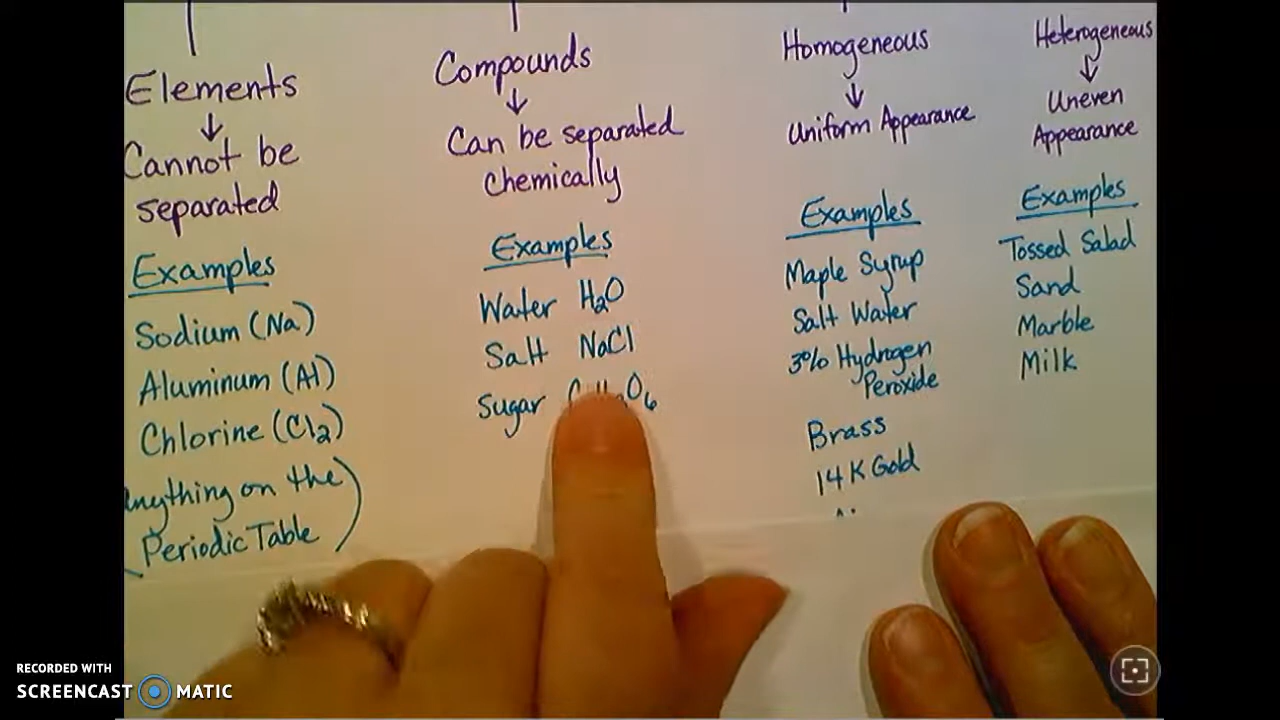 Elements
Cannot be
separated
Examples
Sodium (Na)
Aluminum (Al)
Chlorine (Cl2)
the
Periodic Table
Compounds
Can be separated
chemically
Examples
Water H2O
Salt NaCl
Sugar
Homogeneous
Uniform Appearance
Examples
Maple Syrup
Salt Water
3% Hydrogen
Peroxide
Brass
14 K Gold
Heterogeneous
Uneven
Appearance
Examples
Tossed Salad
Sand
Marble
Milk
RECORDED WITH
SCREENCAST MATIC